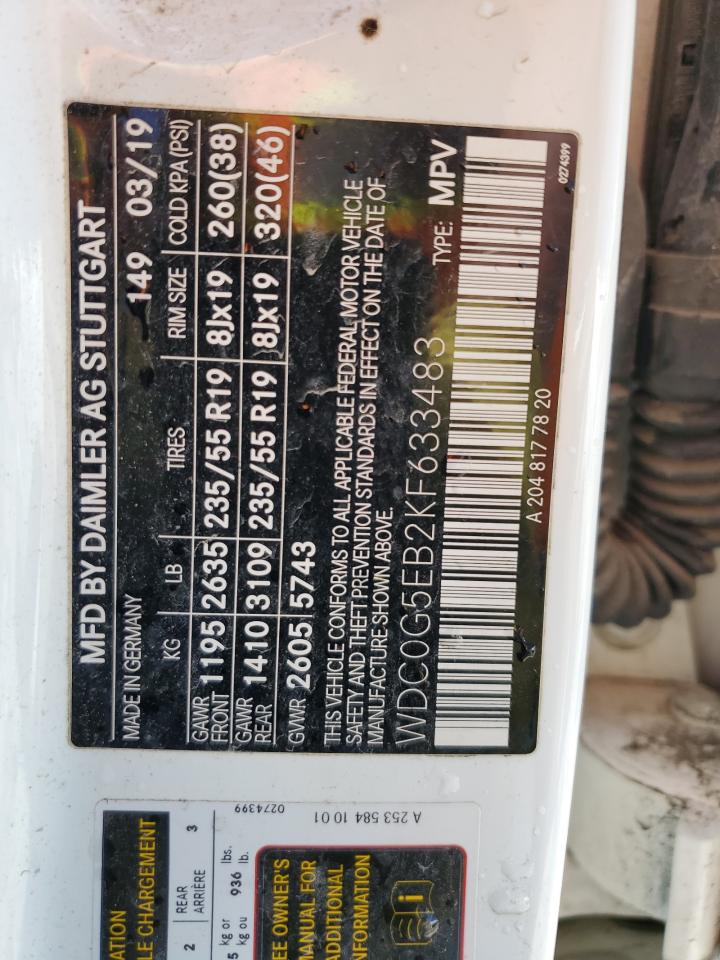 MFD BY DAIMLER AG STUTTGART
MADE IN GERMANY 149 03/19
KG LB TIRES RIM SIZE COLD KPA (PSI)
GAWR FRONT 1195 2635 235/55 R19 8Jx19 260(38)
GAWR REAR 1410 3109 235/55 R19 8Jx19 320(46)
GVWR 2605 5743
THIS VEHICLE CONFORMS TO ALL APPLICABLE FEDERAL MOTOR VEHICLE
SAFETY AND THEFT PREVENTION STANDARDS IN EFFECT ON THE DATE OF
MANUFACTURE SHOWN ABOVE.
WDC0G5EB2KF633483 TYPE: MPV
A 204 817 78 20
0274399
LE CHARGEMENT
2 REAR ARRIÈRE 3
kg or lbs.
kg ou 936 lb.
OWNER'S
MANUAL FOR
ADDITIONAL
0274399
A 253 584 10 01